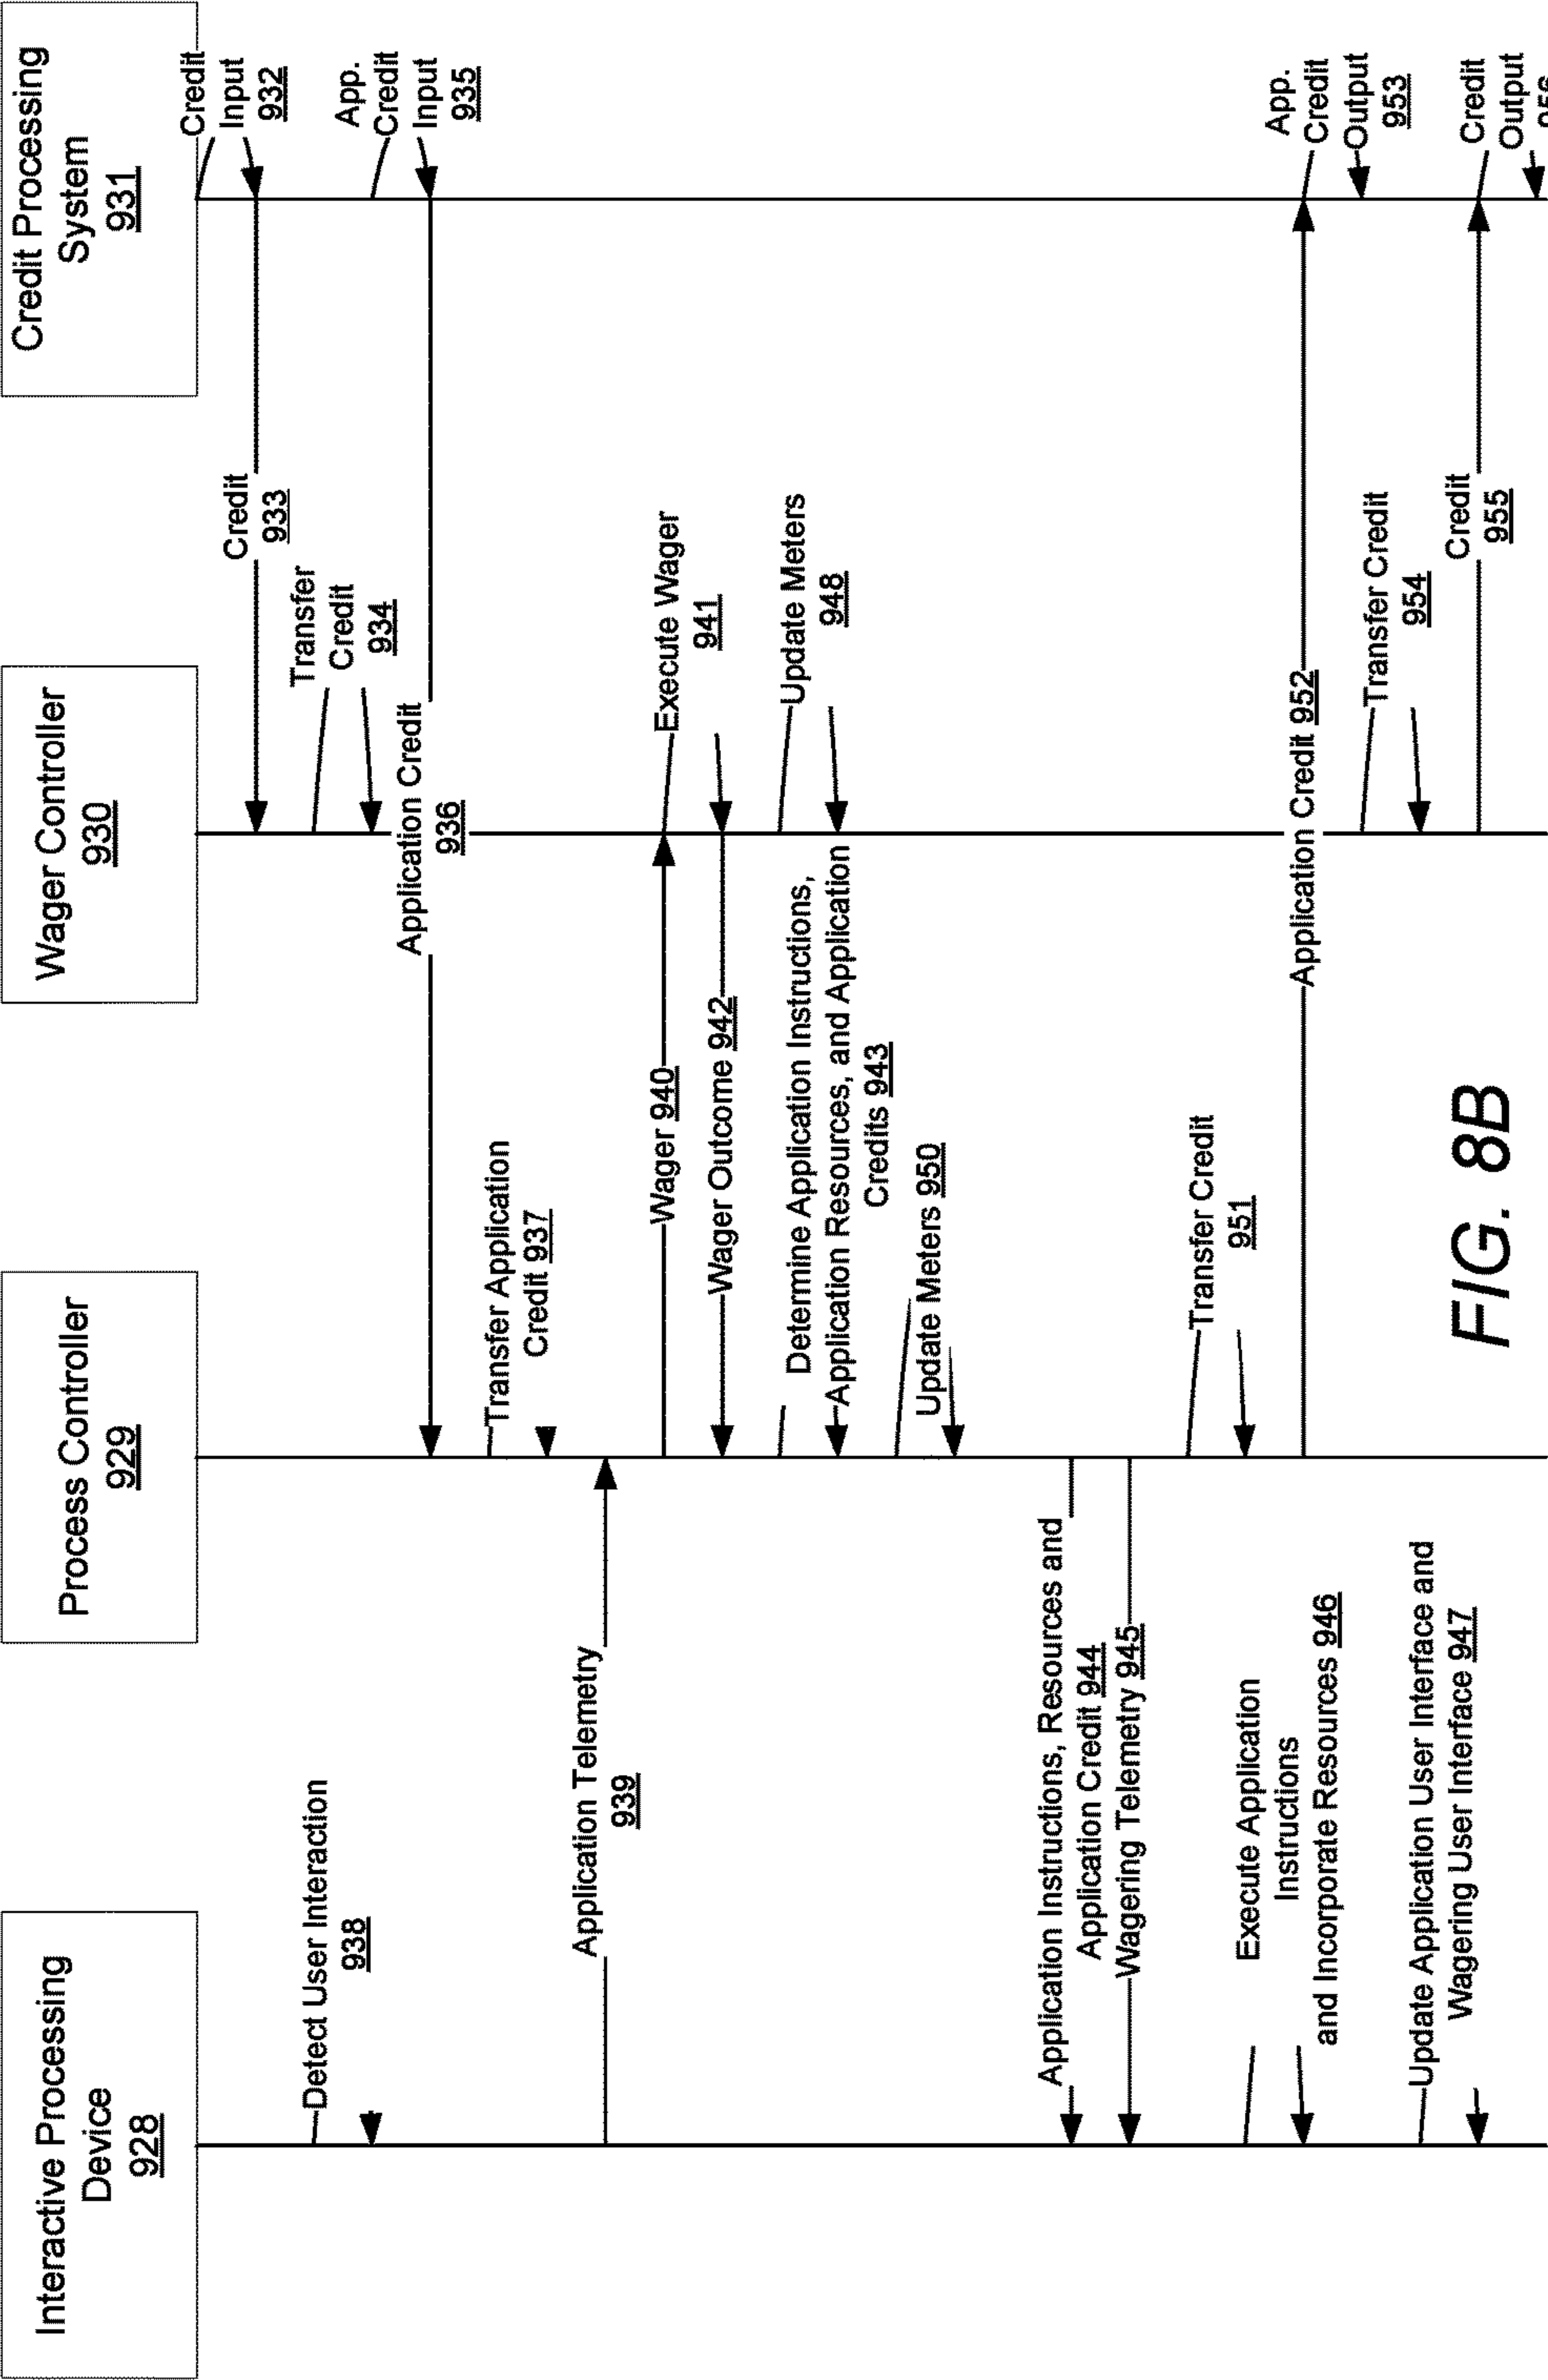 Interactive Processing
Device
928
Process Controller
929
Wager Controller
930
Credit Processing
System
931
Credit
Input
932
Credit
933
Detect User Interaction
938
Transfer
Credit
934
App.
Credit
Input
935
Application Credit
936
Transfer Application
Credit 937
Application Telemetry
939
Wager 940
Execute Wager
941
Wager Outcome 942
Determine Application Instructions,
Application Resources, and Application
Credits 943
Update Meters
948
Update Meters 950
Application Instructions, Resources and
Application Credit 944
Wagering Telemetry 945
Transfer Credit
951
Execute Application
Instructions
and Incorporate Resources 946
Application Credit 952
App.
Credit
Output
953
Transfer Credit
954
Update Application User Interface and
Wagering User Interface 947
Credit
955
Credit
Output
FIG. 8B